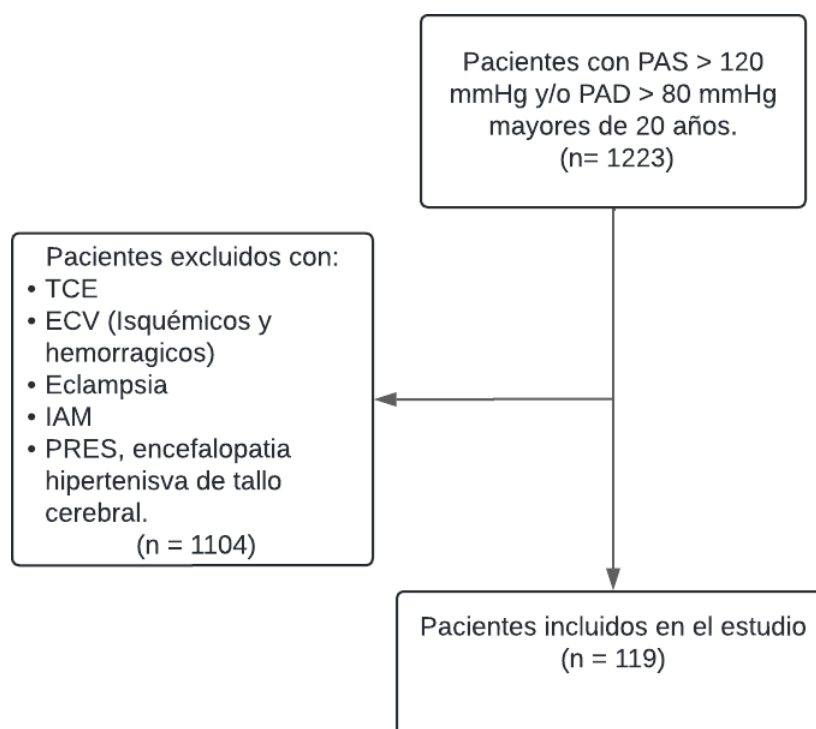 Pacientes con PAS > 120
mmHg y/o PAD > 80 mmHg
mayores de 20 años.
(n= 1223)
Pacientes excluidos con:
• TCE
• ECV (Isquémicos y
hemorragicos)
• Eclampsia
• IAM
• PRES, encefalopatia
hipertenisva de tallo
cerebral.
(n = 1104)
Pacientes incluidos en el estudio
(n = 119)